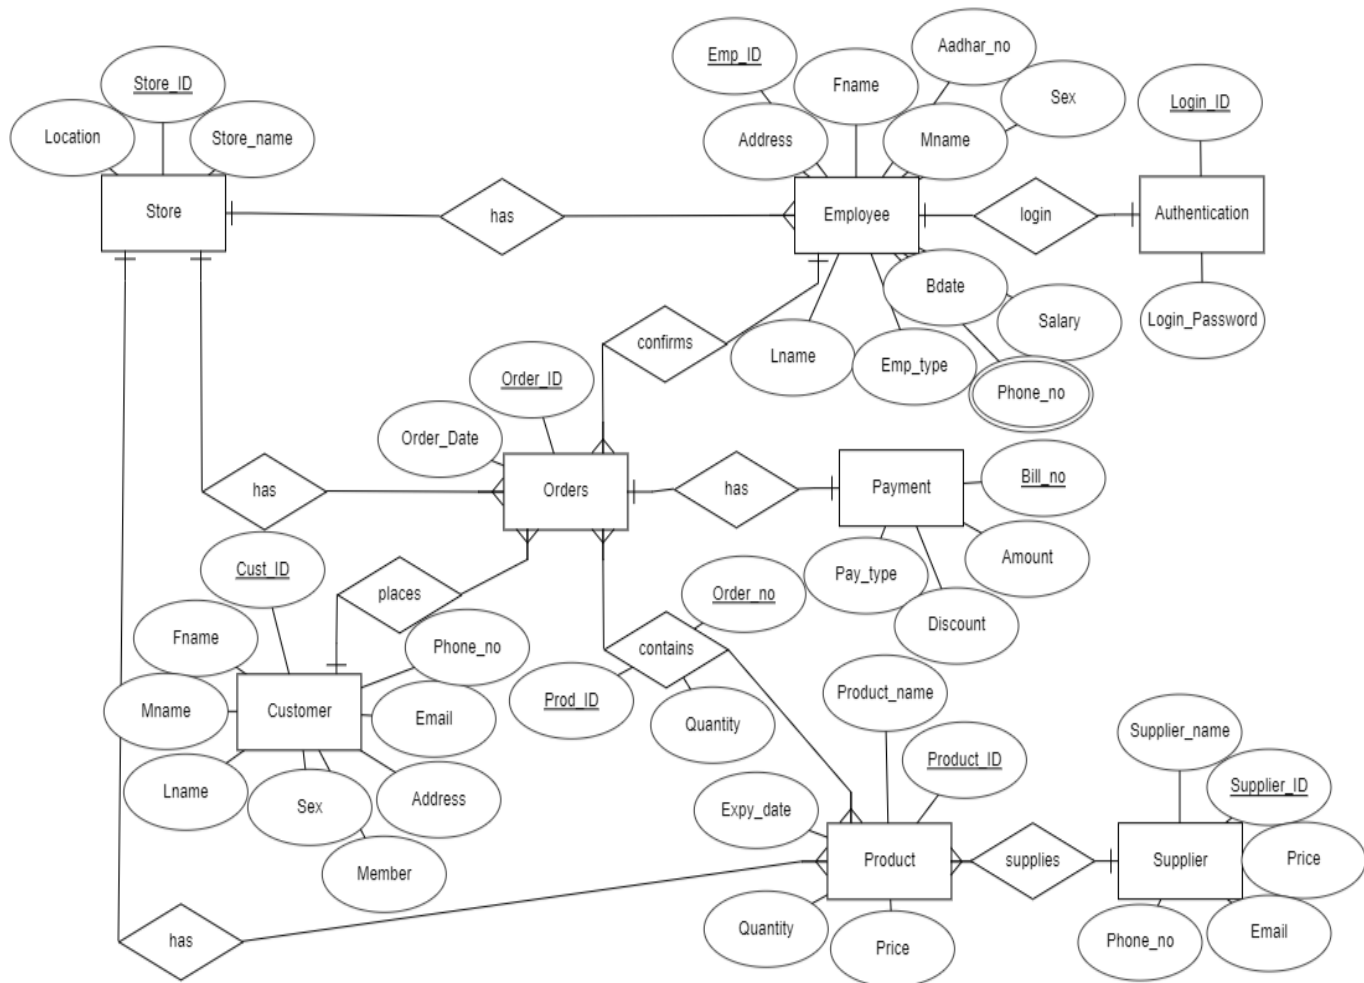 Emp_ID
Aadhar_no
Store_ID
Fname
Sex
Login_ID
Location
Store_name
Address
Mname
Store
has
Employee
login
Authentication
Bdate
Salary
Login_Password
confirms
Lname
Emp_type
Phone_no
Order_ID
Order_Date
has
Orders
has
Payment
Bill_no
Amount
Cust_ID
places
Pay_type
Order_no
Discount
Fname
Phone_no
contains
Mname
Customer
Email
Prod_ID
Quantity
Product_name
Supplier_name
Lname
Sex
Address
Product_ID
Supplier_ID
Expy_date
Member
Product
supplies
Supplier
Price
has
Quantity
Price
Phone_no
Email